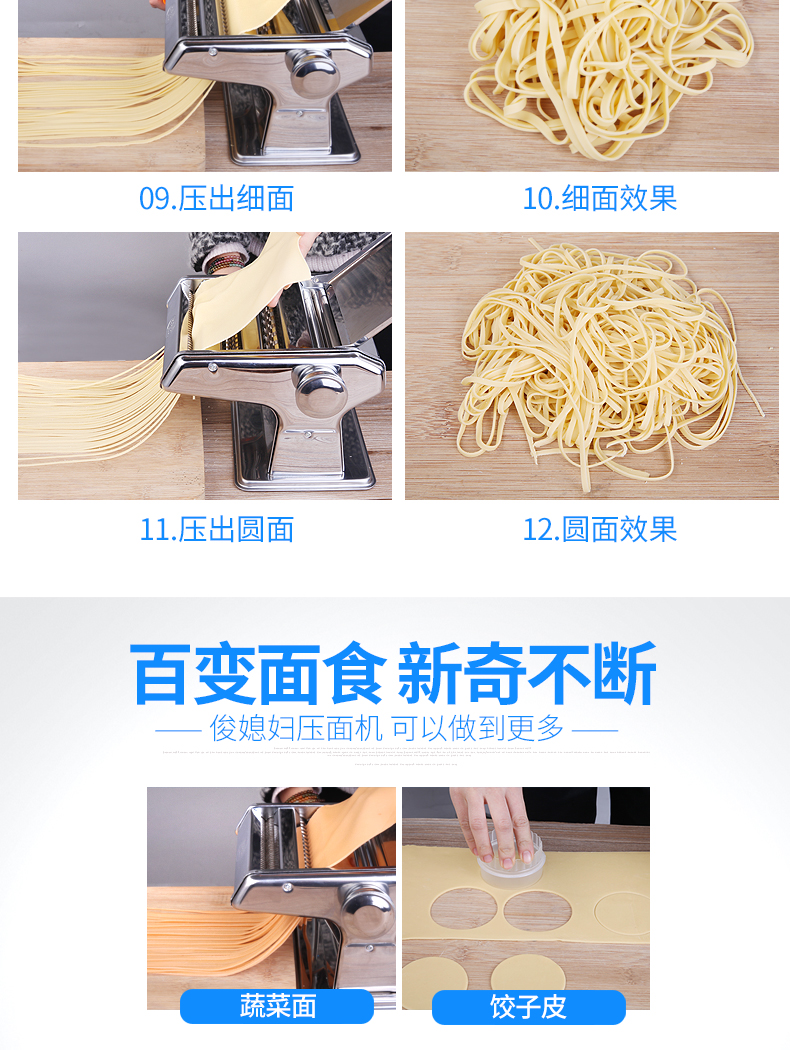 09.压出细面
10.细面效果
11.压出圆面
12.圆面效果
百变面食 新奇不断
俊媳妇压面机 可以做到更多
蔬菜面
饺子皮